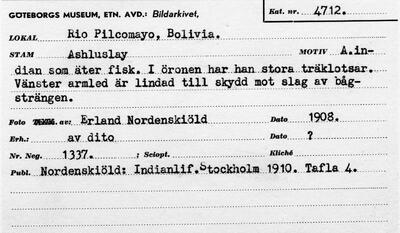 GÖTEBORGS MUSEUM, ETN. AVD.: Bildarkivet, Kat. nr. 4712.
LOKAL Rio Pilcomayo, Bolivia.
STAM Ashluslay MOTIV A.in-
dian som äter fisk. I öronen har han stora träklotsar.
Vänster armled är lindad till skydd mot slag av båg-
strängen.
Foto av: Erland Nordenskiöld Dato 1908.
Erh.: av dito Dato ?
Nr. Neg. 1337. ; Sciopt. Kliché
Publ. Nordenskiöld: Indianlif. Stockholm 1910. Tafla 4.